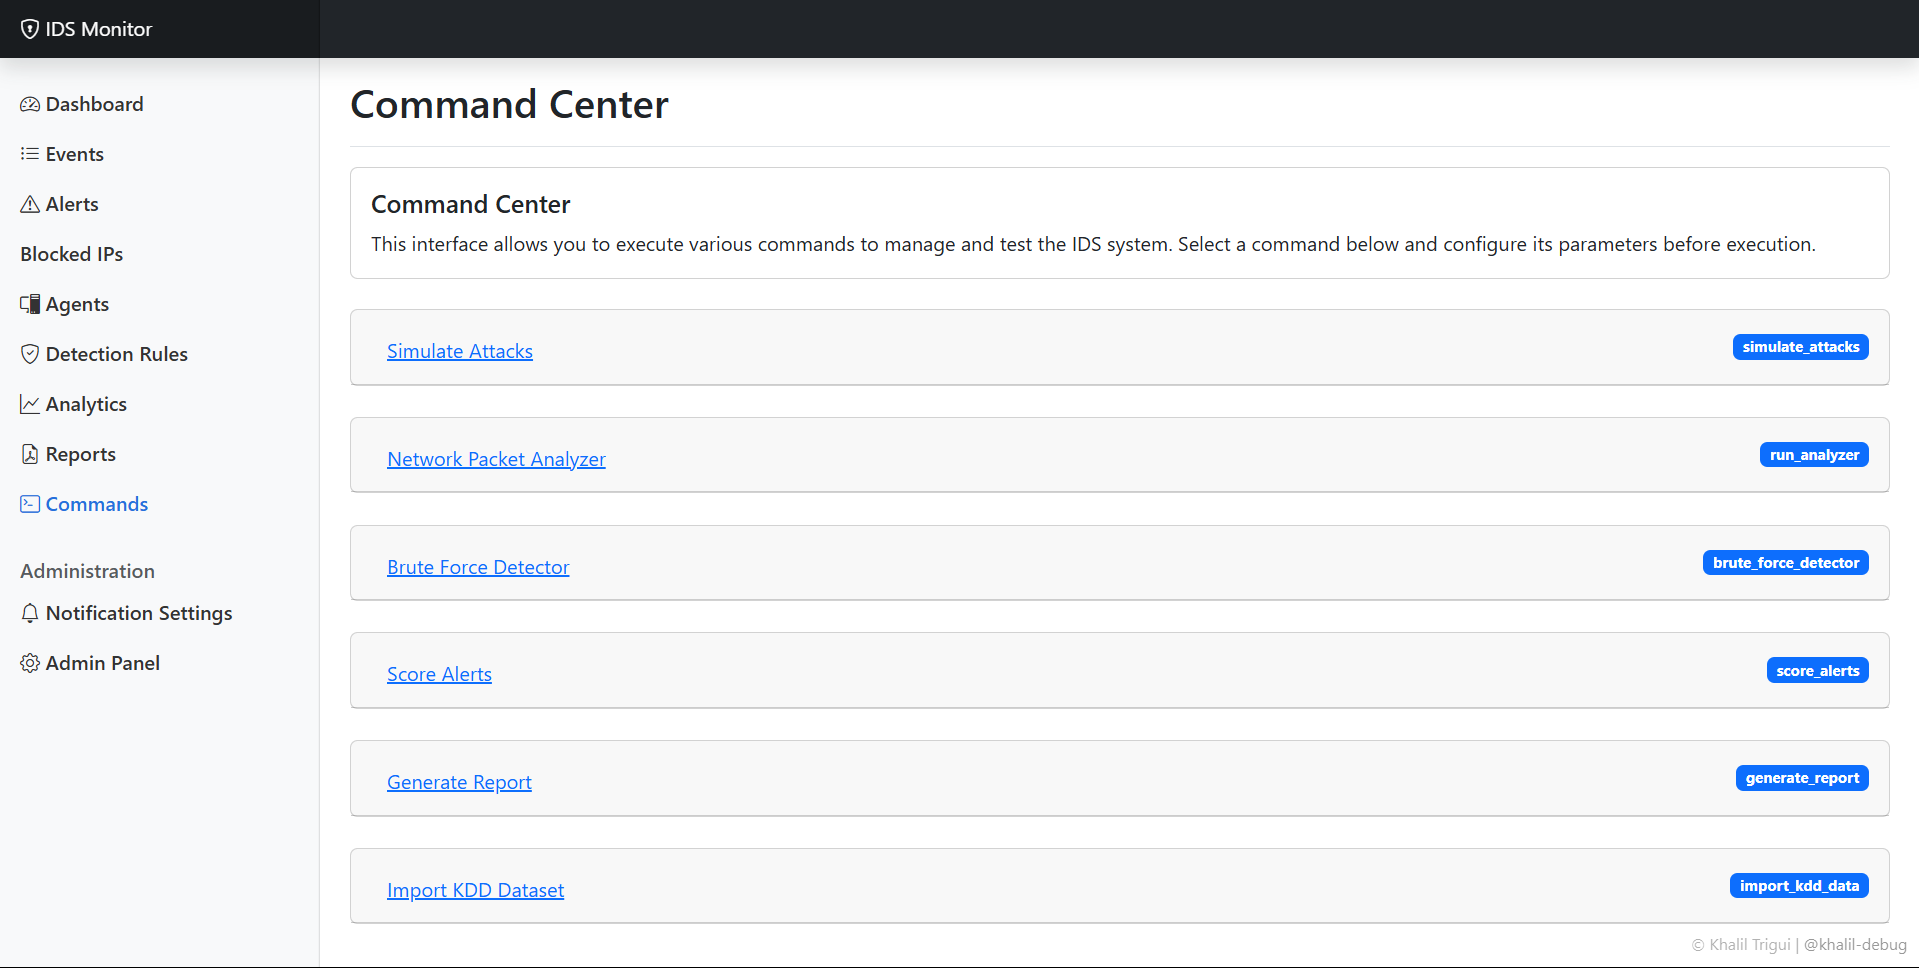 IDS Monitor
Dashboard
Events
Alerts
Blocked IPs
Agents
Detection Rules
Analytics
Reports
Commands
Administration
Notification Settings
Admin Panel
Command Center
Command Center
This interface allows you to execute various commands to manage and test the IDS system. Select a command below and configure its parameters before execution.
Simulate Attacks simulate_attacks
Network Packet Analyzer run_analyzer
Brute Force Detector brute_force_detector
Score Alerts score_alerts
Generate Report generate_report
Import KDD Dataset import_kdd_data
© Khalil Trigui | @khalil-debug